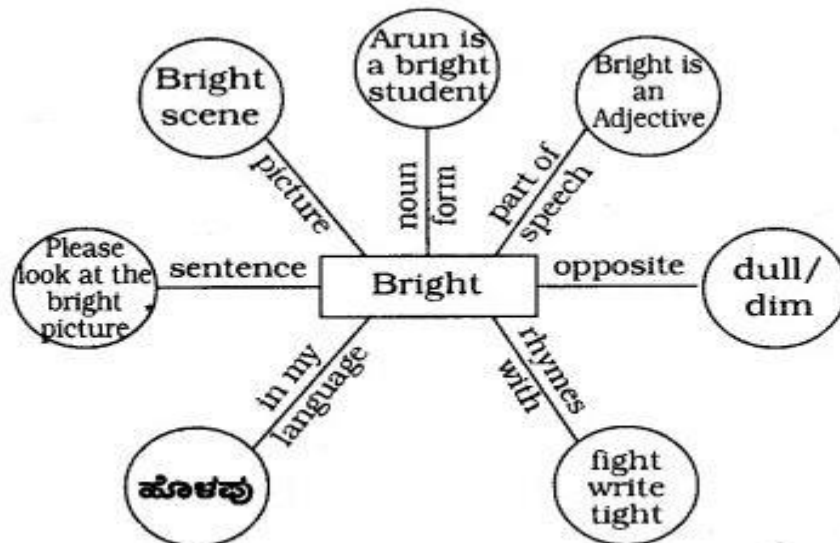 Arun is
a bright
student
Bright
scene
Bright is
an
Adjective
picture
noun
form
part of
speech
Please
look at the
bright
picture
sentence
Bright
opposite
dull/
dim
in my
language
rhymes
with
ಹೊಳಪು
fight
write
tight